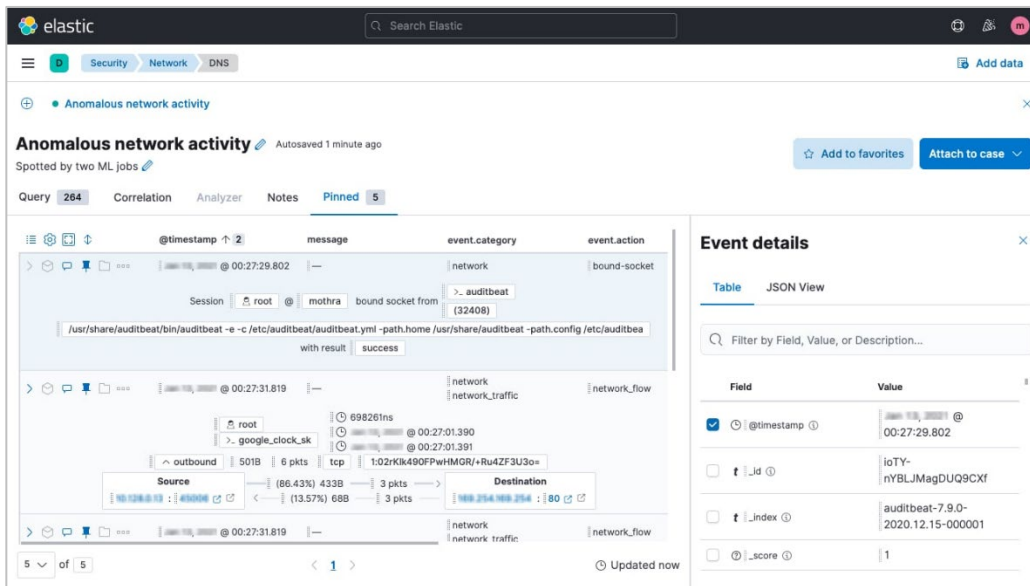 elastic
Search Elastic
m
D Security Network DNS
Add data
Anomalous network activity
Anomalous network activity Autosaved 1 minute ago
Spotted by two ML jobs
Add to favorites
Attach to case
Query 264 Correlation Analyzer Notes Pinned 5
@timestamp 2 message event.category event.action
@ 00:27:29.802 — network bound-socket
Session root @ mothra bound socket from >_ auditbeat
(32408)
/usr/share/auditbeat/bin/auditbeat -e -c /etc/auditbeat/auditbeat.yml -path.home /usr/share/auditbeat -path.config /etc/auditbea
with result success
@ 00:27:31.819 — network
network_traffic
network_flow
root
>_ google_clock_sk
698261ns
@ 00:27:01.390
@ 00:27:01.391
outbound 501B 6 pkts tcp 1:02rKlk490FPwHMGR/+Ru4ZF3U3o=
Source
(86.43%) 433B 3 pkts
(13.57%) 68B 3 pkts
Destination
: 80
@ 00:27:31.819 — network
network_traffic
network_flow
5 of 5
1
Updated now
Event details
Table JSON View
Filter by Field, Value, or Description...
Field Value
@timestamp @
00:27:29.802
t _id ioTY-
nYBLJMagDUQ9CXf
t _index auditbeat-7.9.0-
2020.12.15-000001
_score 1